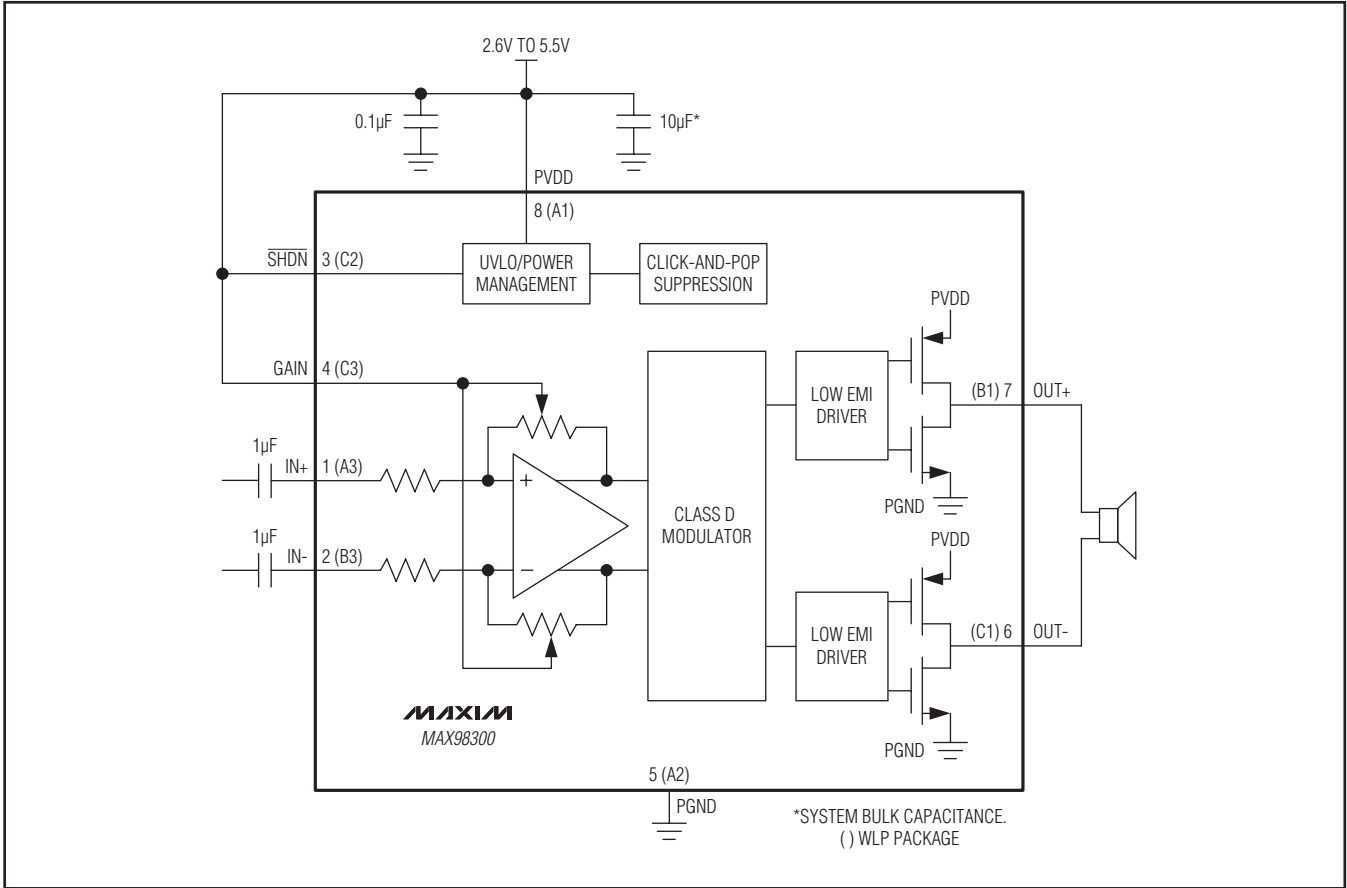 2.6V TO 5.5V
0.1µF
10µF*
PVDD
8 (A1)
SHDN
3 (C2)
UVLO/POWER
MANAGEMENT
CLICK-AND-POP
SUPPRESSION
PVDD
GAIN
4 (C3)
LOW EMI
DRIVER
(B1) 7
OUT+
1µF
IN+
1 (A3)
+
PGND
CLASS D
MODULATOR
1µF
IN-
2 (B3)
−
PVDD
LOW EMI
DRIVER
(C1) 6
OUT-
MAXIM
MAX98300
PGND
5 (A2)
PGND
*SYSTEM BULK CAPACITANCE.
( ) WLP PACKAGE